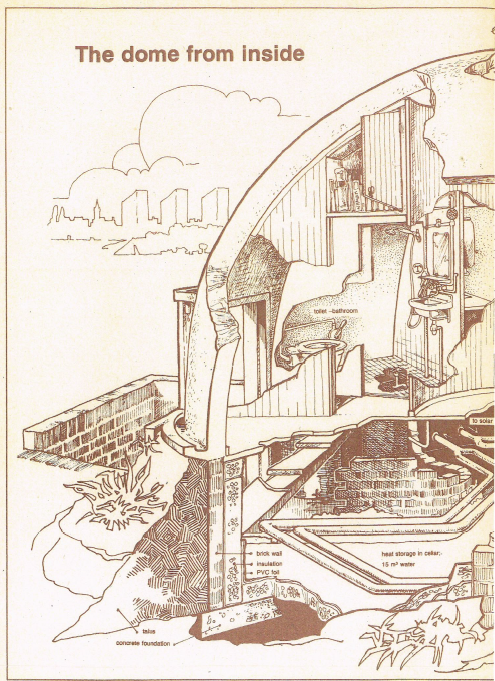 The dome from inside
toilet -bathroom
to solar
brick wall
insulation
PVC foil
heat storage in cellar;
15 m³ water
talus
concrete foundation